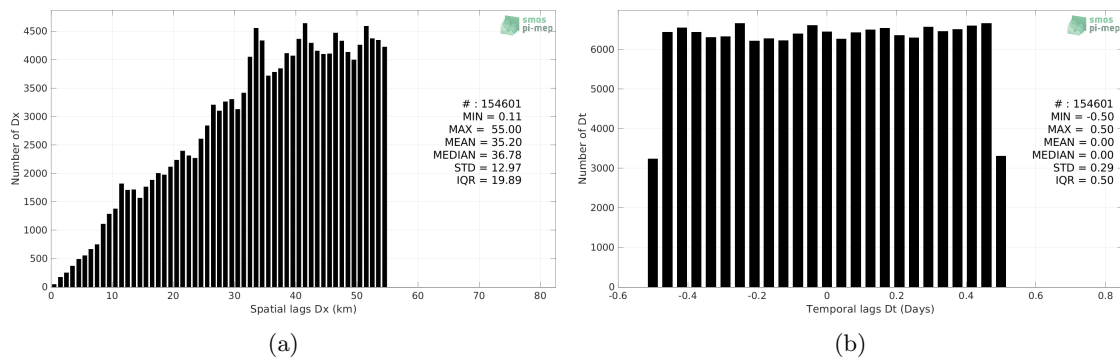 4500
4000
3500
3000
2500
2000
1500
1000
500
0
Number of Dx
0 10 20 30 40 50 60 70 80
Spatial lags Dx (km)
smos
pi-mep
# : 154601
MIN = 0.11
MAX = 55.00
MEAN = 35.20
MEDIAN = 36.78
STD = 12.97
IQR = 19.89
(a)
6000
5000
4000
3000
2000
1000
0
Number of Dt
-0.6 -0.4 -0.2 0 0.2 0.4 0.6 0.8
Temporal lags Dt (Days)
smos
pi-mep
# : 154601
MIN = -0.50
MAX = 0.50
MEAN = 0.00
MEDIAN = 0.00
STD = 0.29
IQR = 0.50
(b)